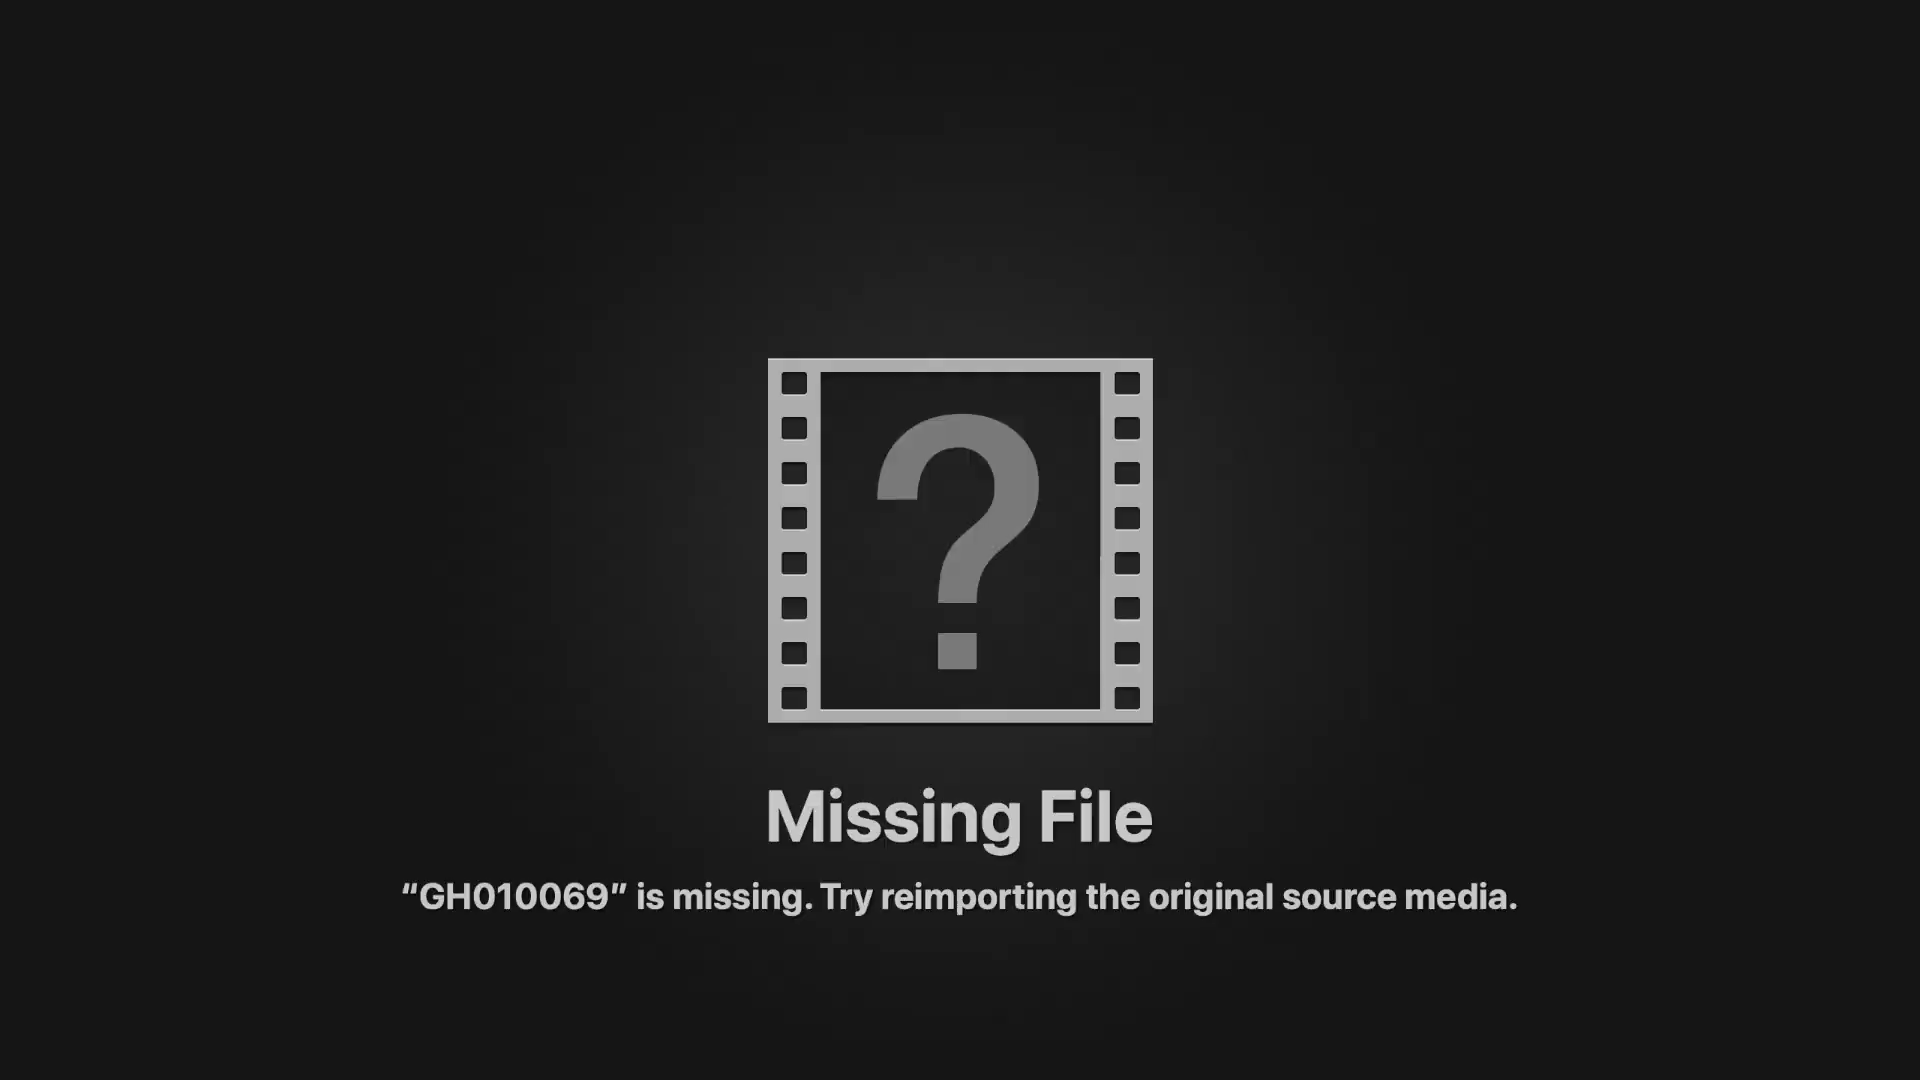 ?
Missing File
“GH010069” is missing. Try reimporting the original source media.